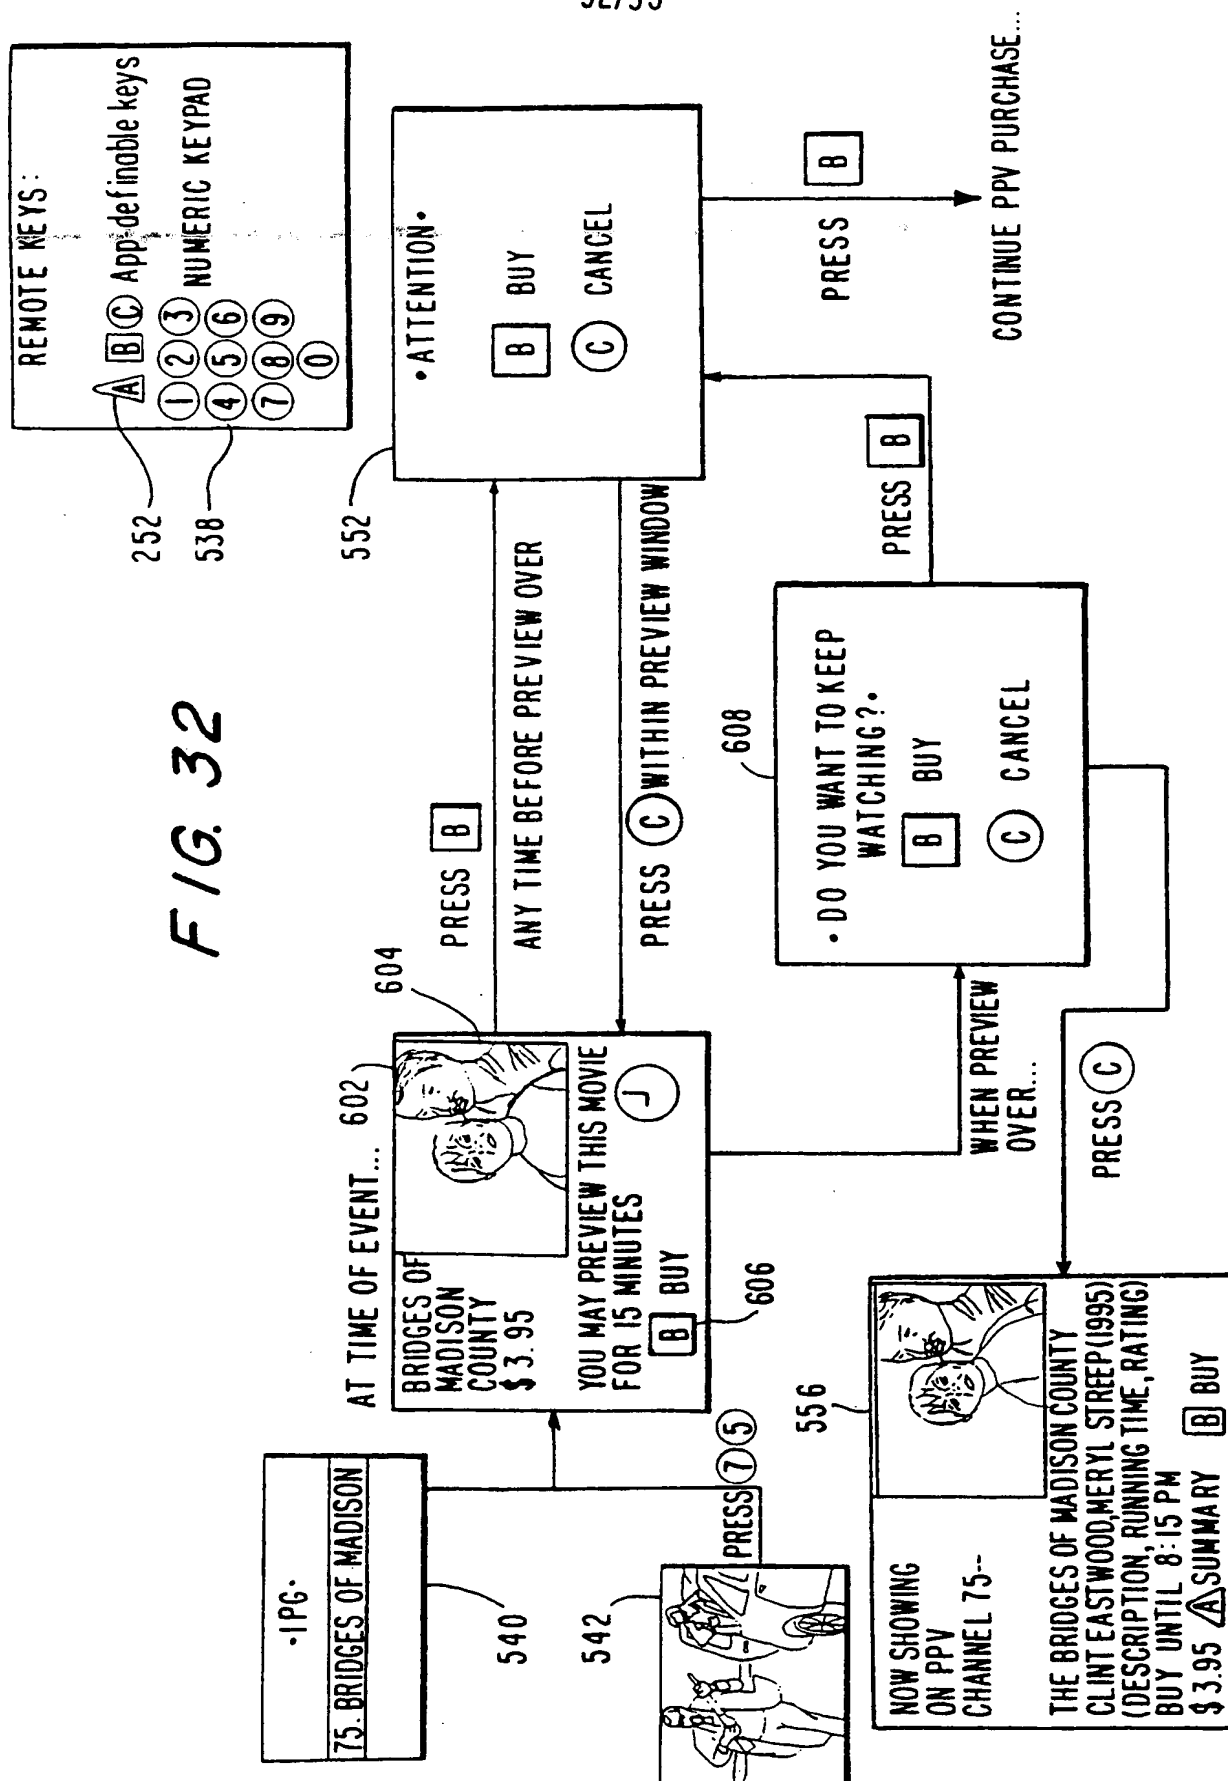 32/55
FIG. 32
REMOTE KEYS:
A B C App definable keys
1 2 3 NUMERIC KEYPAD
4 5 6
7 8 9
0
252
538
•IPG•
75. BRIDGES OF MADISON
540
542
PRESS 7 5
AT TIME OF EVENT...
602
604
BRIDGES OF
MADISON
COUNTY
$3.95
YOU MAY PREVIEW THIS MOVIE
FOR 15 MINUTES
B BUY
606
PRESS B
ANY TIME BEFORE PREVIEW OVER
PRESS C WITHIN PREVIEW WINDOW
552
•ATTENTION•
B BUY
C CANCEL
PRESS B
CONTINUE PPV PURCHASE...
WHEN PREVIEW
OVER...
608
•DO YOU WANT TO KEEP
WATCHING?•
B BUY
C CANCEL
PRESS B
PRESS C
556
NOW SHOWING
ON PPV
CHANNEL 75--
THE BRIDGES OF MADISON COUNTY
CLINT EASTWOOD, MERYL STREEP (1995)
(DESCRIPTION, RUNNING TIME, RATING)
BUY UNTIL 8:15 PM
$3.95 A SUMMARY B BUY